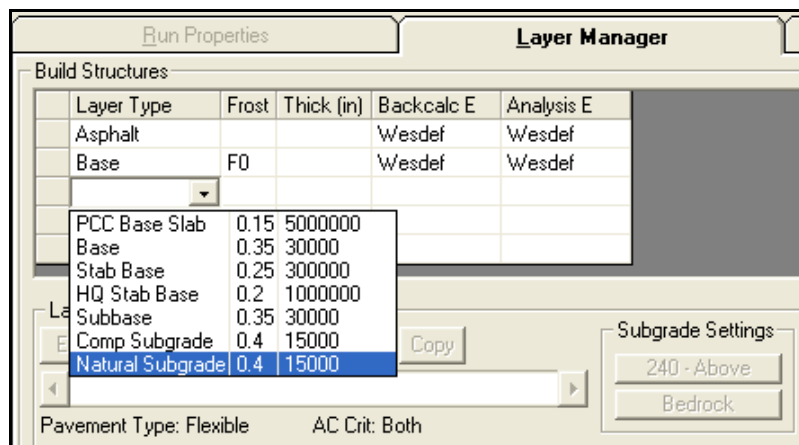 Run Properties Layer Manager
Build Structures
Layer Type Frost Thick (in) Backcalc E Analysis E
Asphalt Wesdef Wesdef
Base F0 Wesdef Wesdef
PCC Base Slab 0.15 5000000
Base 0.35 30000
Stab Base 0.25 300000
HQ Stab Base 0.2 1000000
Subbase 0.35 30000
Comp Subgrade 0.4 15000
Natural Subgrade 0.4 15000
La
E Copy
Subgrade Settings
240 - Above
Bedrock
Pavement Type: Flexible AC Crit: Both